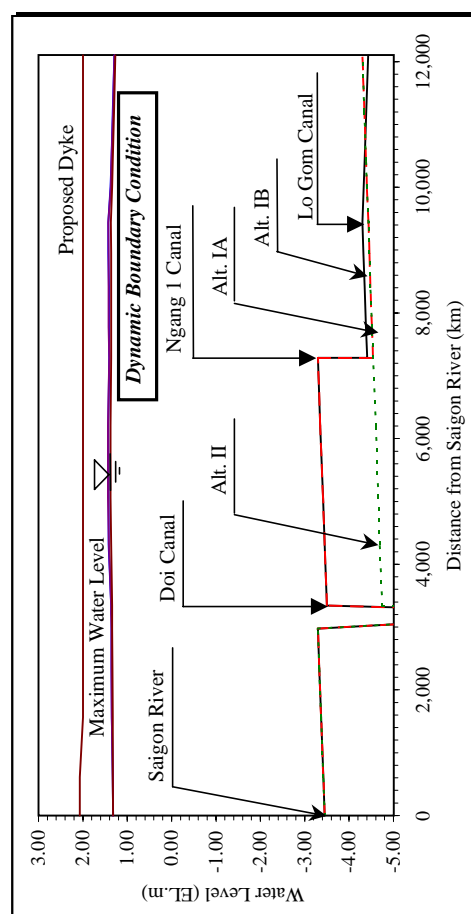 3.00
2.00
1.00
0.00
-1.00
-2.00
-3.00
-4.00
-5.00
Water Level (EL.m)
Proposed Dyke
Maximum Water Level
Dynamic Boundary Condition
Saigon River
Doi Canal
Alt. II
Ngang 1 Canal
Alt. IA
Alt. IB
Lo Gom Canal
0
2,000
4,000
6,000
8,000
10,000
12,000
Distance from Saigon River (km)